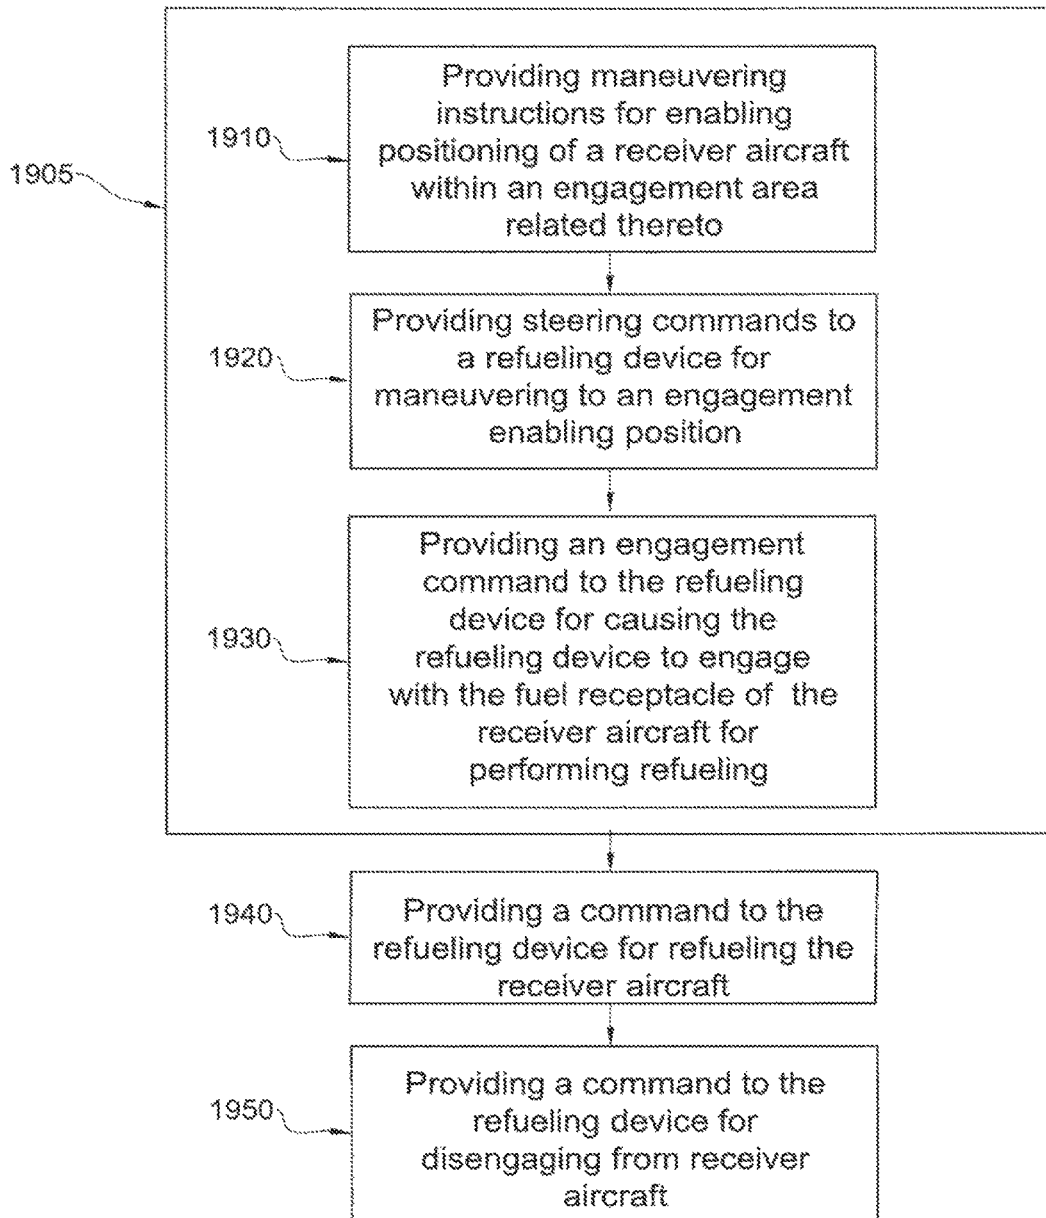 Providing maneuvering
instructions for enabling
positioning of a receiver aircraft
within an engagement area
related thereto
1910
1905
Providing steering commands to
a refueling device for
maneuvering to an engagement
enabling position
1920
Providing an engagement
command to the refueling
device for causing the
refueling device to engage
with the fuel receptacle of the
receiver aircraft for
performing refueling
1930
Providing a command to the
refueling device for refueling the
receiver aircraft
1940
Providing a command to the
refueling device for
disengaging from receiver
aircraft
1950